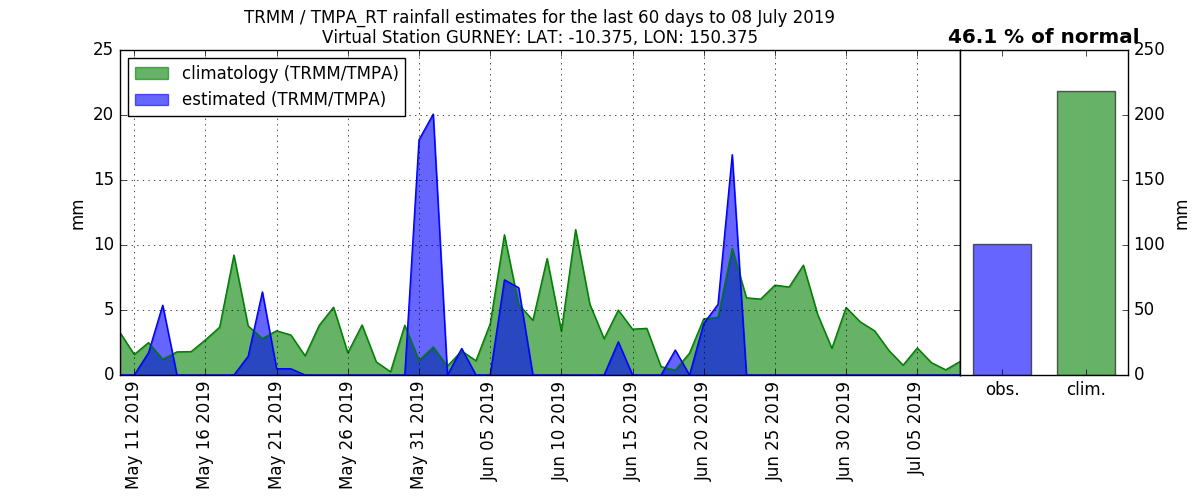 TRMM / TMPA_RT rainfall estimates for the last 60 days to 08 July 2019
Virtual Station GURNEY: LAT: -10.375, LON: 150.375
46.1 % of normal
climatology (TRMM/TMPA)
estimated (TRMM/TMPA)
25
20
15
10
5
0
mm
250
200
150
100
50
0
mm
May 11 2019
May 16 2019
May 21 2019
May 26 2019
May 31 2019
Jun 05 2019
Jun 10 2019
Jun 15 2019
Jun 20 2019
Jun 25 2019
Jun 30 2019
Jul 05 2019
obs.
clim.